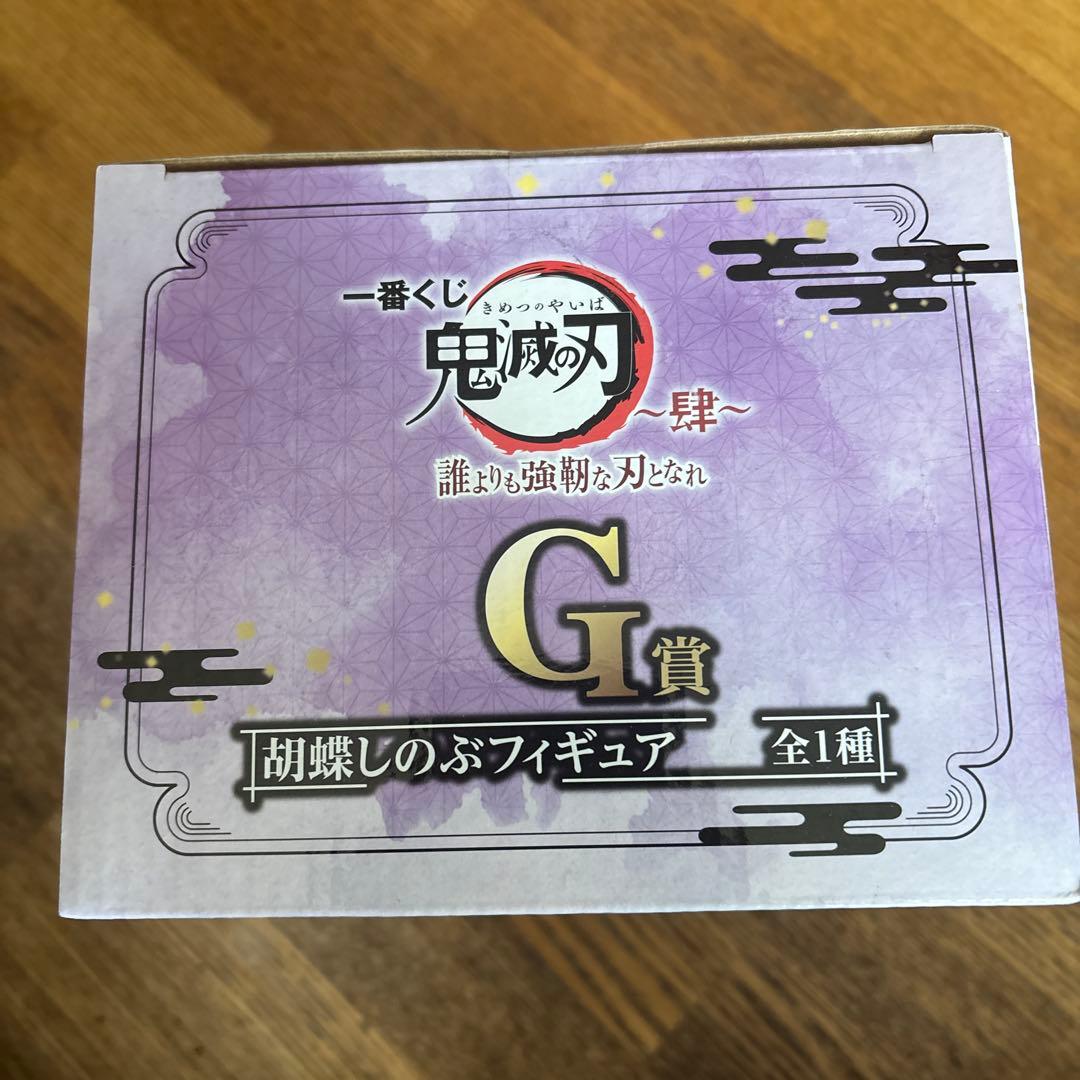 一番くじ
きめつのやいば
鬼滅の刃
～肆～
誰よりも強靭な刃となれ
G賞
胡蝶しのぶフィギュア 全1種